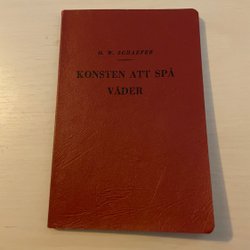 G. W. SCHAEFER
KONSTEN ATT SPÅ
VÄDER